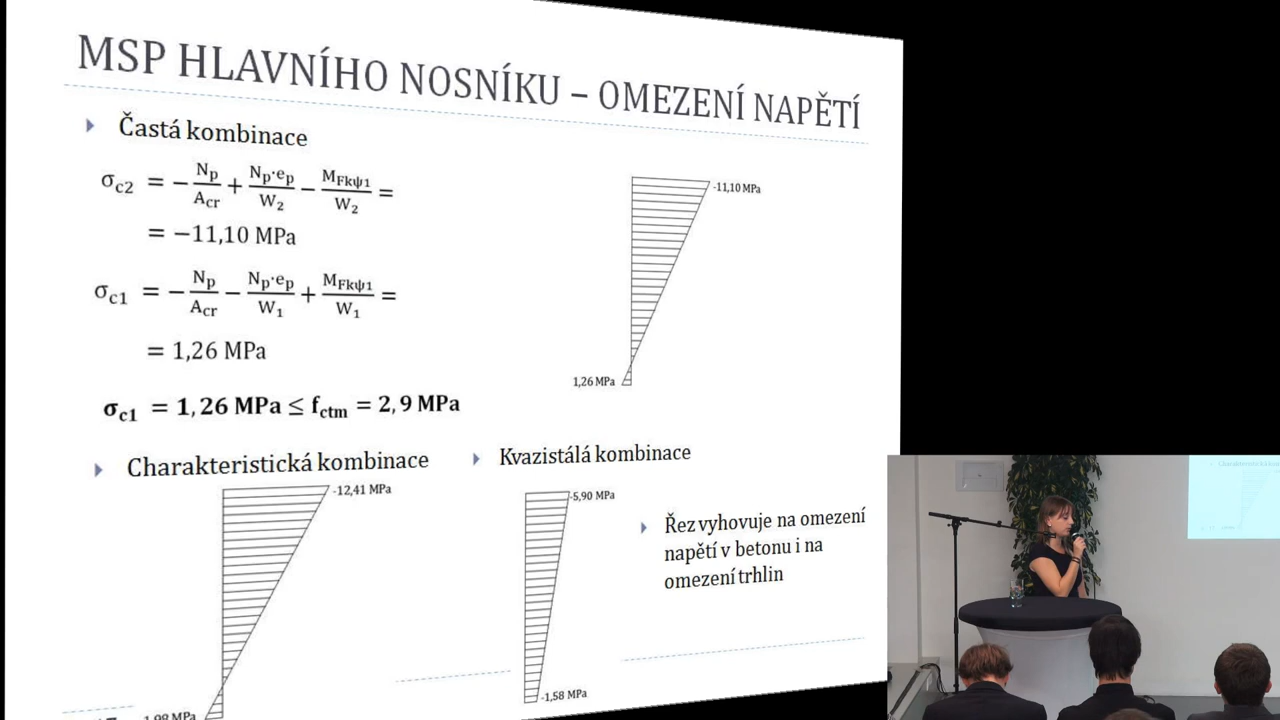 MSP HLAVNÍHO NOSNÍKU – OMEZENÍ NAPĚTÍ
Častá kombinace
σc2 = − Np/Acr + Np·ep/W2 − MFkψ1/W2 =
= −11,10 MPa
-11,10 MPa
σc1 = − Np/Acr − Np·ep/W1 + MFkψ1/W1 =
= 1,26 MPa
1,26 MPa
σc1 = 1,26 MPa ≤ fctm = 2,9 MPa
Charakteristická kombinace
-12,41 MPa
1,98 MPa
Kvazistálá kombinace
-5,90 MPa
-1,58 MPa
Řez vyhovuje na omezení
napětí v betonu i na
omezení trhlin